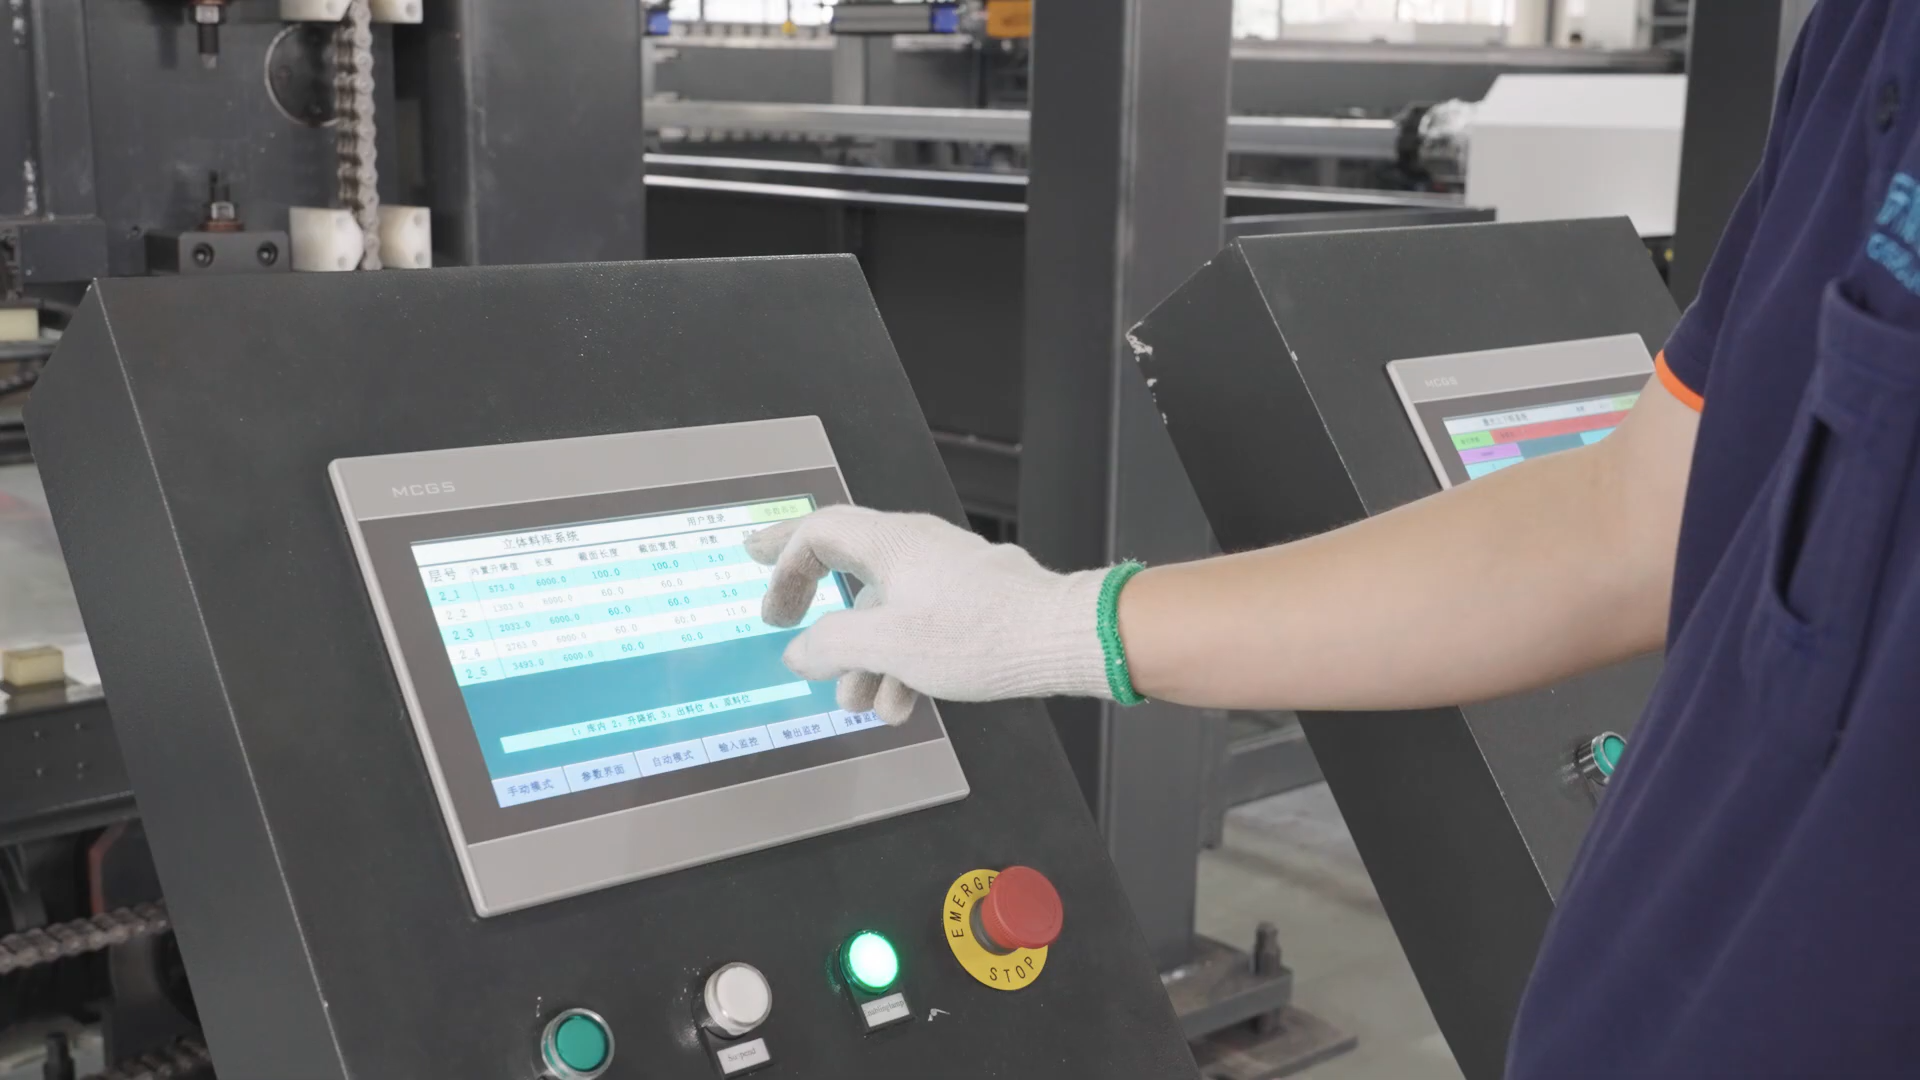 MCGS
立体料库系统 用户登录
层号 内置升降值 长度 截面长度 截面宽度 列数
2_1 573.0 6000.0 100.0 100.0 3.0
2_2 1303.0 6000.0 60.0 60.0 5.0
2_3 2033.0 6000.0 60.0 60.0 3.0
2_4 2763.0 6000.0 60.0 60.0 11.0 12
2_5 3493.0 6000.0 60.0 60.0 4.0
1：库内 2：升降机 3：出料位 4：原料位
手动模式 参数界面 自动模式 输入监控 输出监控 报警监控
EMERGE
STOP
Suspend
MCGS